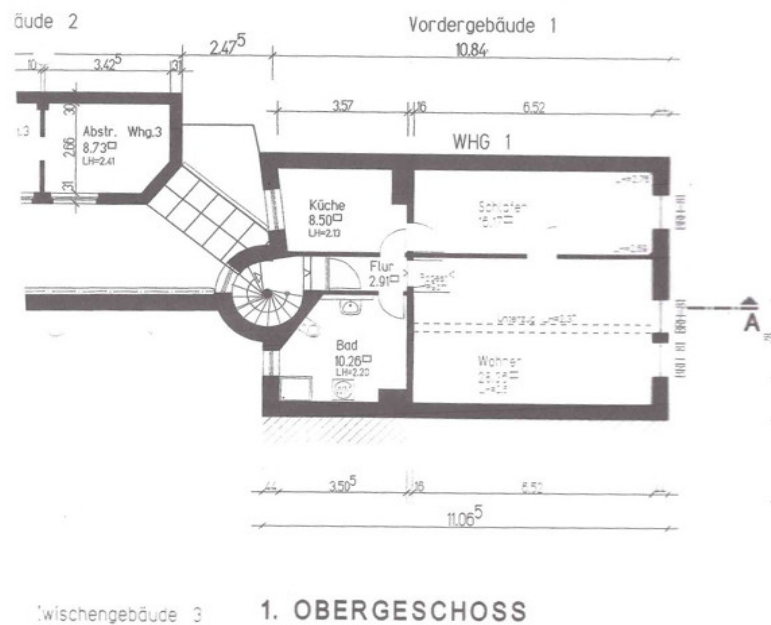 äude 2
Vordergebäude 1
2.47⁵
10.84
10
3.42⁵
31
3.57
16
6.52
WHG 1
30
2.66
31
Abstr. Whg.3
8.73
LH=2.41
Küche
8.50
LH=2.13
Schlafen
Flur
2.91
A
Bad
10.26
LH=2.20
Wohnen
44
3.50⁵
16
6.52
11.06⁵
wischengebäude 3
1. OBERGESCHOSS